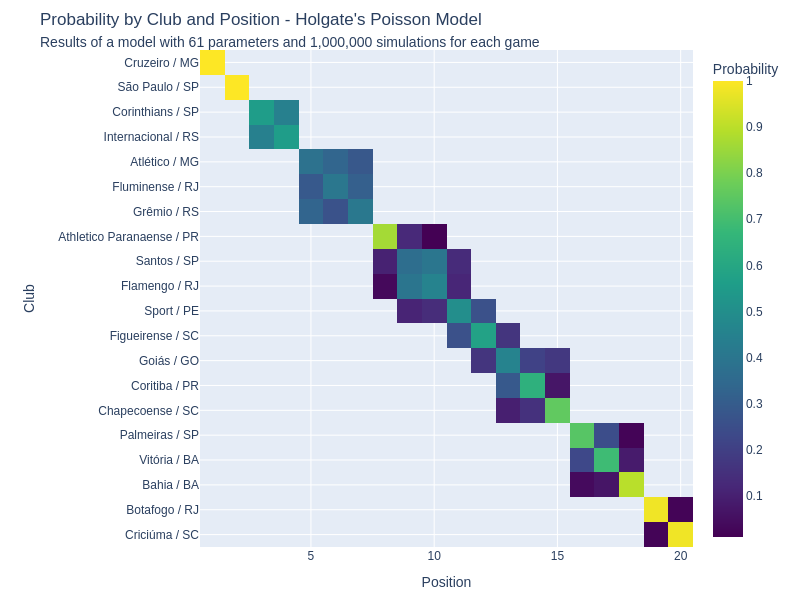 Probability by Club and Position - Holgate's Poisson Model
Results of a model with 61 parameters and 1,000,000 simulations for each game
Probability
Cruzeiro / MG
São Paulo / SP
Corinthians / SP
Internacional / RS
Atlético / MG
Fluminense / RJ
Grêmio / RS
Athletico Paranaense / PR
Santos / SP
Flamengo / RJ
Sport / PE
Figueirense / SC
Goiás / GO
Coritiba / PR
Chapecoense / SC
Palmeiras / SP
Vitória / BA
Bahia / BA
Botafogo / RJ
Criciúma / SC
Club
5
10
15
20
Position
1
0.9
0.8
0.7
0.6
0.5
0.4
0.3
0.2
0.1